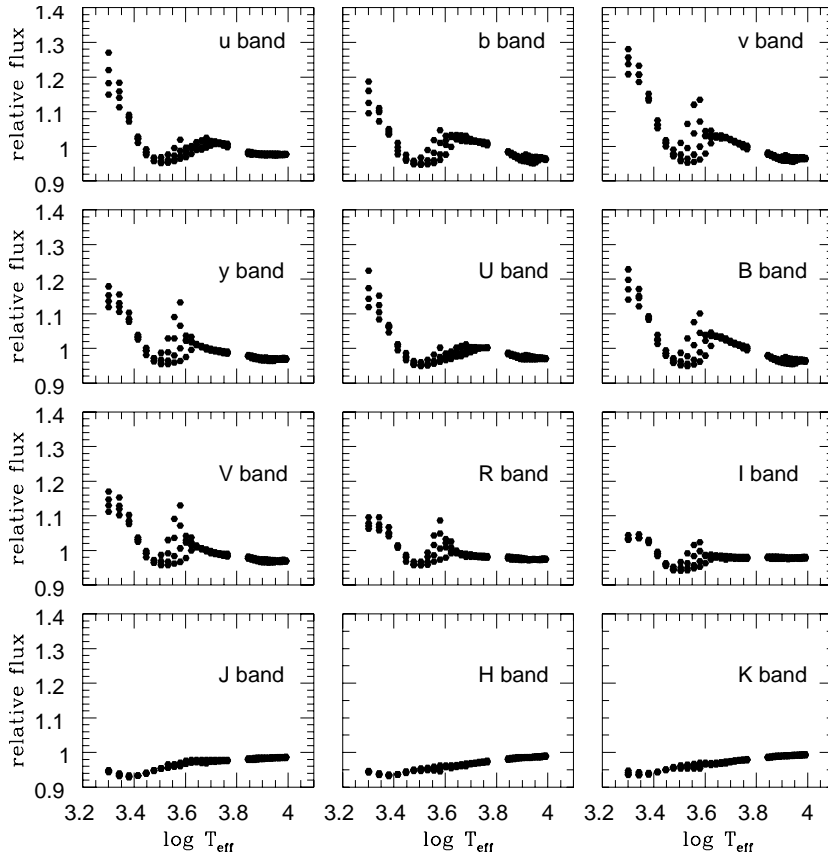 1.4
1.3
1.2
1.1
1
0.9
relative flux
u band
b band
v band
1.4
1.3
1.2
1.1
1
0.9
relative flux
y band
U band
B band
1.4
1.3
1.2
1.1
1
0.9
relative flux
V band
R band
I band
1.4
1.3
1.2
1.1
1
0.9
relative flux
J band
H band
K band
3.2 3.4 3.6 3.8 4 3.2 3.4 3.6 3.8 4 3.2 3.4 3.6 3.8 4
log Teff log Teff log Teff